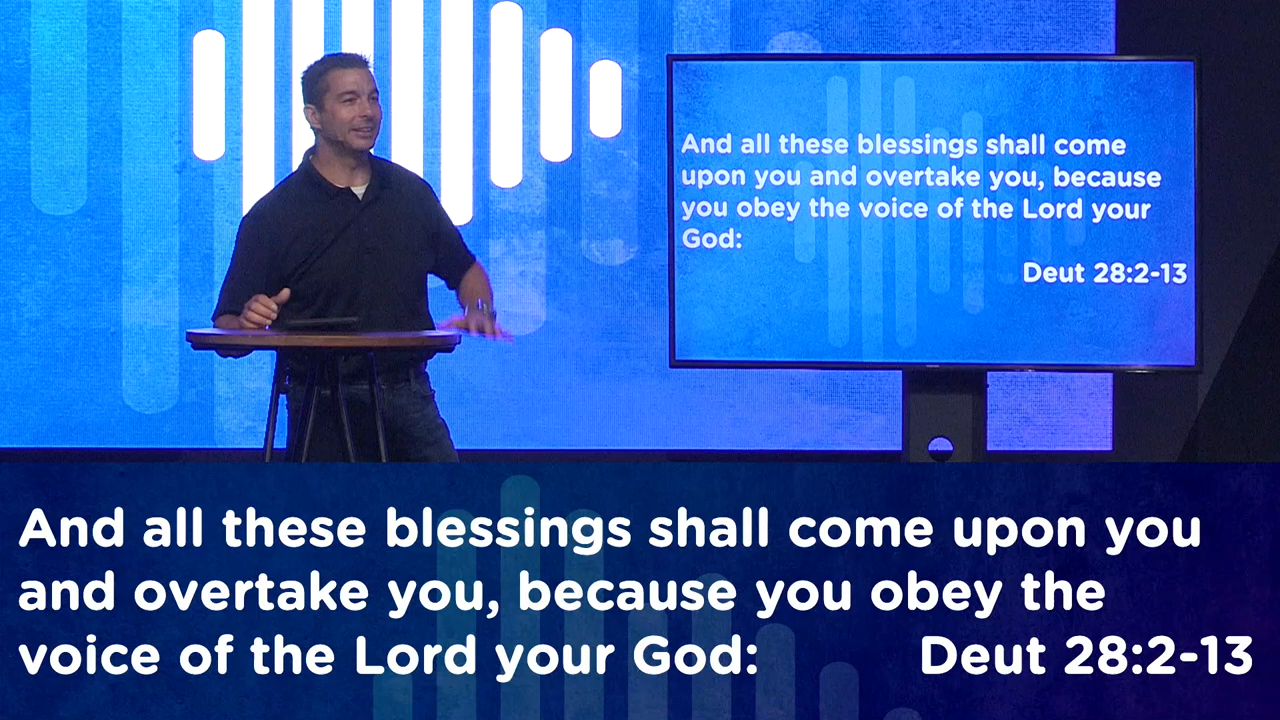 And all these blessings shall come
upon you and overtake you, because
you obey the voice of the Lord your
God:
Deut 28:2-13
And all these blessings shall come upon you
and overtake you, because you obey the
voice of the Lord your God: Deut 28:2-13